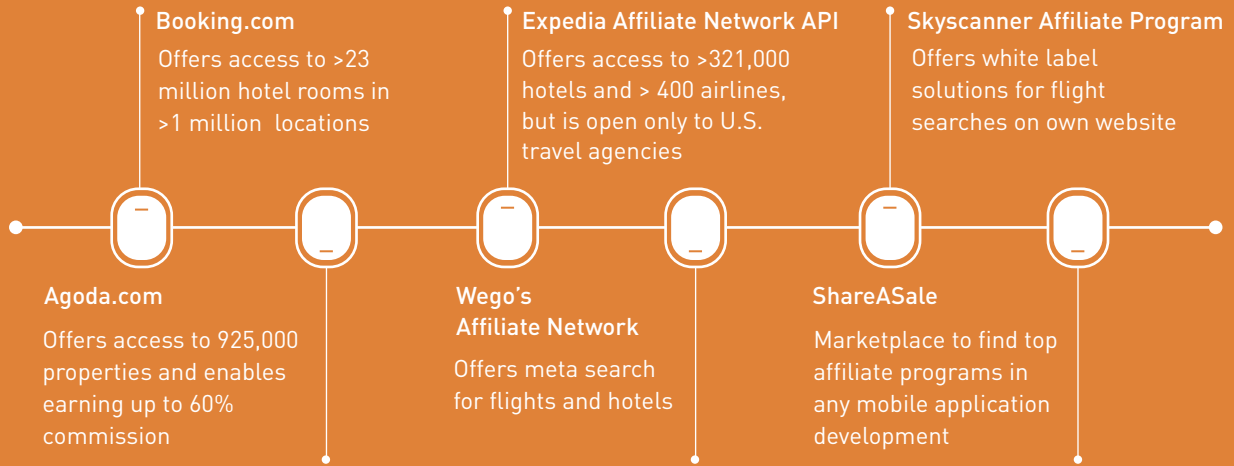 Booking.com
Offers access to >23
million hotel rooms in
>1 million locations
Expedia Affiliate Network API
Offers access to >321,000
hotels and > 400 airlines,
but is open only to U.S.
travel agencies
Skyscanner Affiliate Program
Offers white label
solutions for flight
searches on own website
Agoda.com
Offers access to 925,000
properties and enables
earning up to 60%
commission
Wego’s
Affiliate Network
Offers meta search
for flights and hotels
ShareASale
Marketplace to find top
affiliate programs in
any mobile application
development